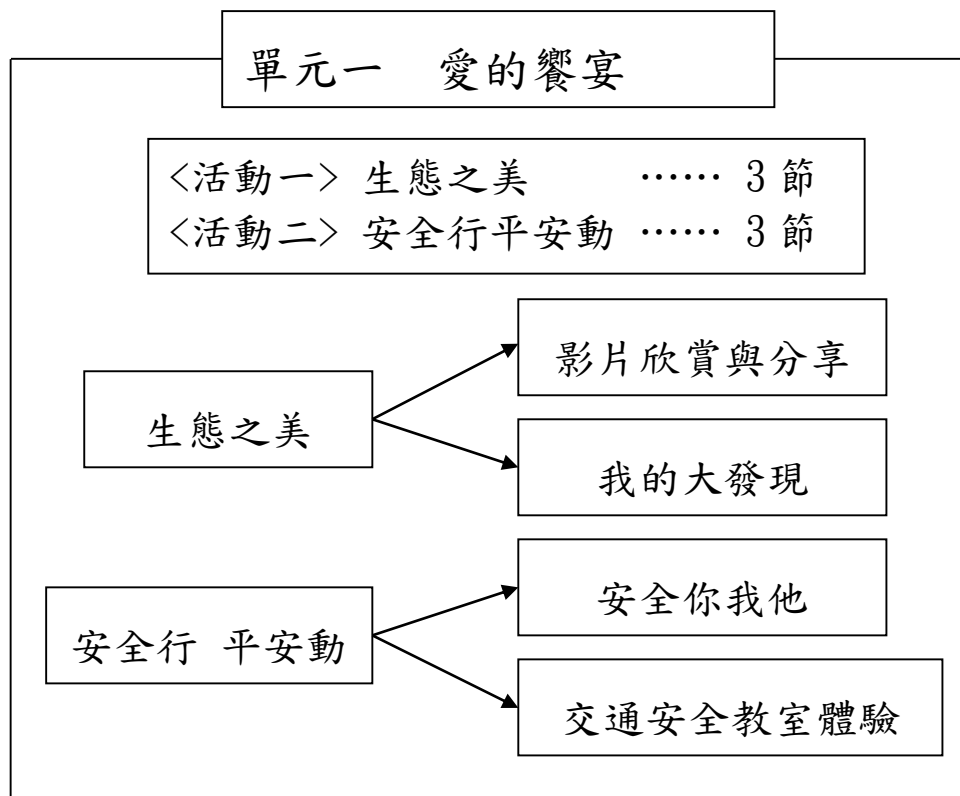 單元一 愛的饗宴
<活動一> 生態之美 …… 3 節
<活動二> 安全行平安動 …… 3 節
影片欣賞與分享
生態之美
我的大發現
安全你我他
安全行 平安動
交通安全教室體驗